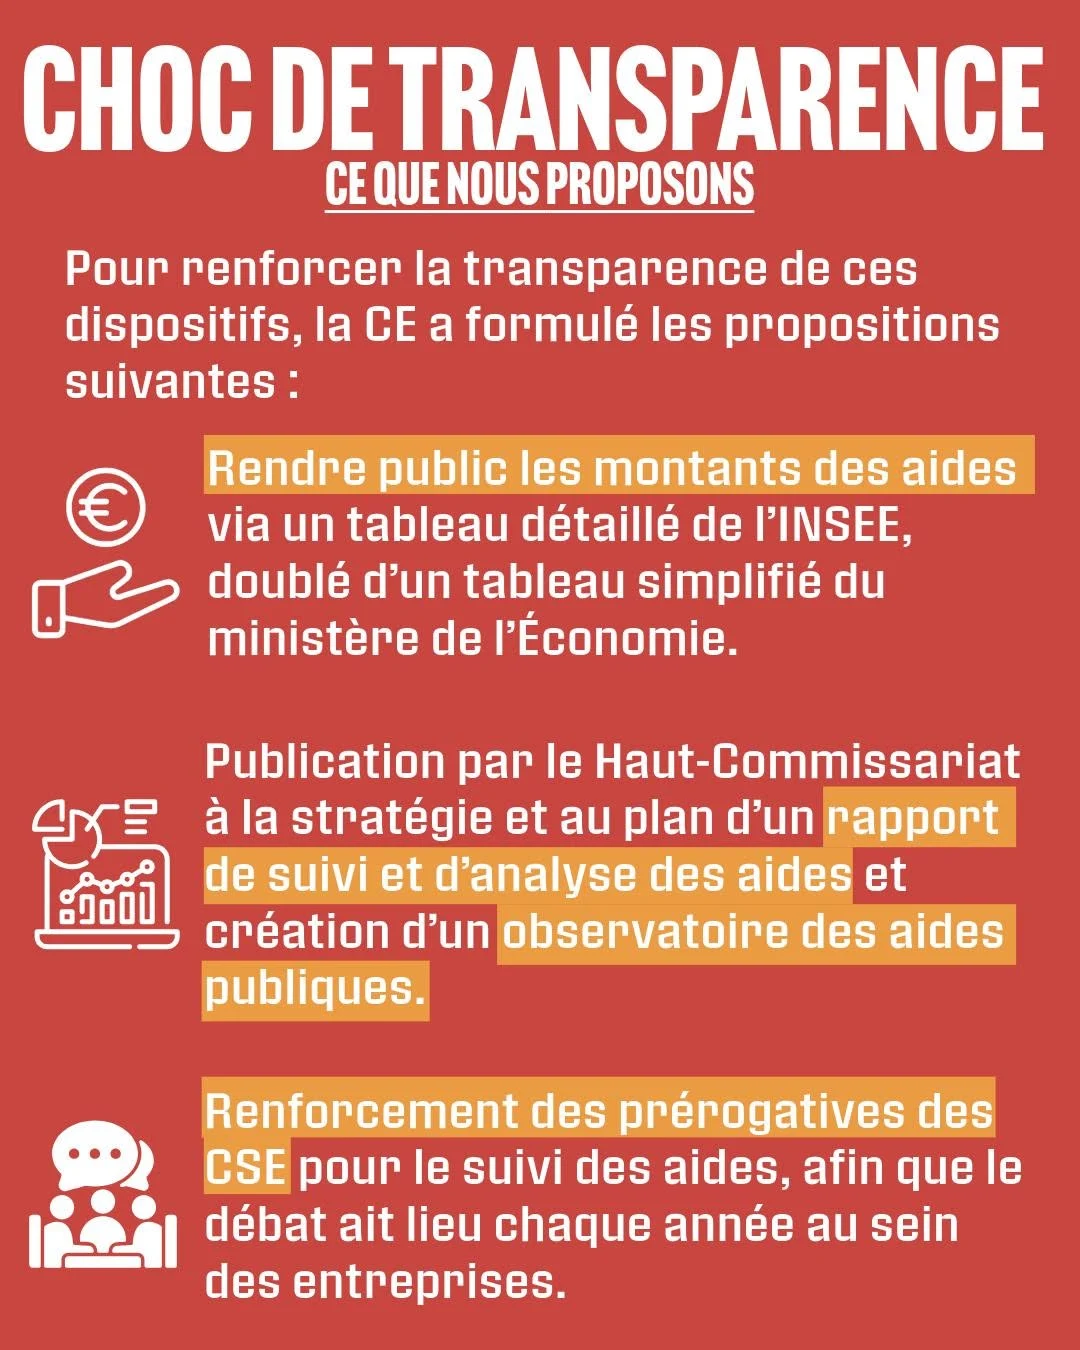 CHOC DE TRANSPARENCE
CE QUE NOUS PROPOSONS
Pour renforcer la transparence de ces
dispositifs, la CE a formulé les propositions
suivantes :
Rendre public les montants des aides
via un tableau détaillé de l'INSEE,
doublé d'un tableau simplifié du
ministère de l'Économie.
Publication par le Haut-Commissariat
à la stratégie et au plan d'un rapport
de suivi et d'analyse des aides et
création d'un observatoire des aides
publiques.
Renforcement des prérogatives des
CSE pour le suivi des aides, afin que le
débat ait lieu chaque année au sein
des entreprises.